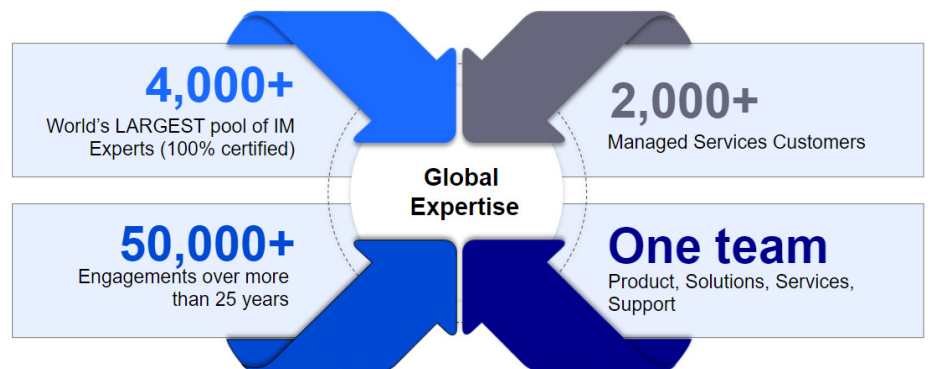 4,000+
World's LARGEST pool of IM
Experts (100% certified)
2,000+
Managed Services Customers
Global
Expertise
50,000+
Engagements over more
than 25 years
One team
Product, Solutions, Services,
Support